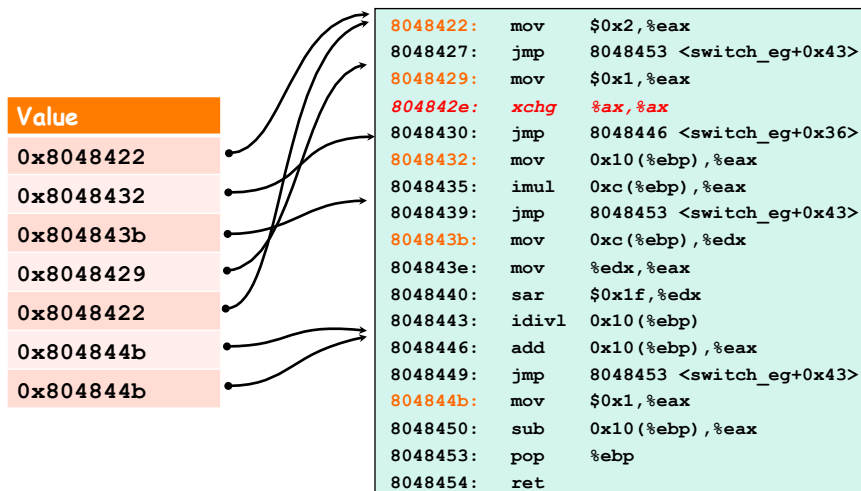 Value
0x8048422
0x8048432
0x804843b
0x8048429
0x8048422
0x804844b
0x804844b
8048422: mov $0x2,%eax
8048427: jmp 8048453 <switch_eg+0x43>
8048429: mov $0x1,%eax
804842e: xchg %ax,%ax
8048430: jmp 8048446 <switch_eg+0x36>
8048432: mov 0x10(%ebp),%eax
8048435: imul 0xc(%ebp),%eax
8048439: jmp 8048453 <switch_eg+0x43>
804843b: mov 0xc(%ebp),%edx
804843e: mov %edx,%eax
8048440: sar $0x1f,%edx
8048443: idivl 0x10(%ebp)
8048446: add 0x10(%ebp),%eax
8048449: jmp 8048453 <switch_eg+0x43>
804844b: mov $0x1,%eax
8048450: sub 0x10(%ebp),%eax
8048453: pop %ebp
8048454: ret